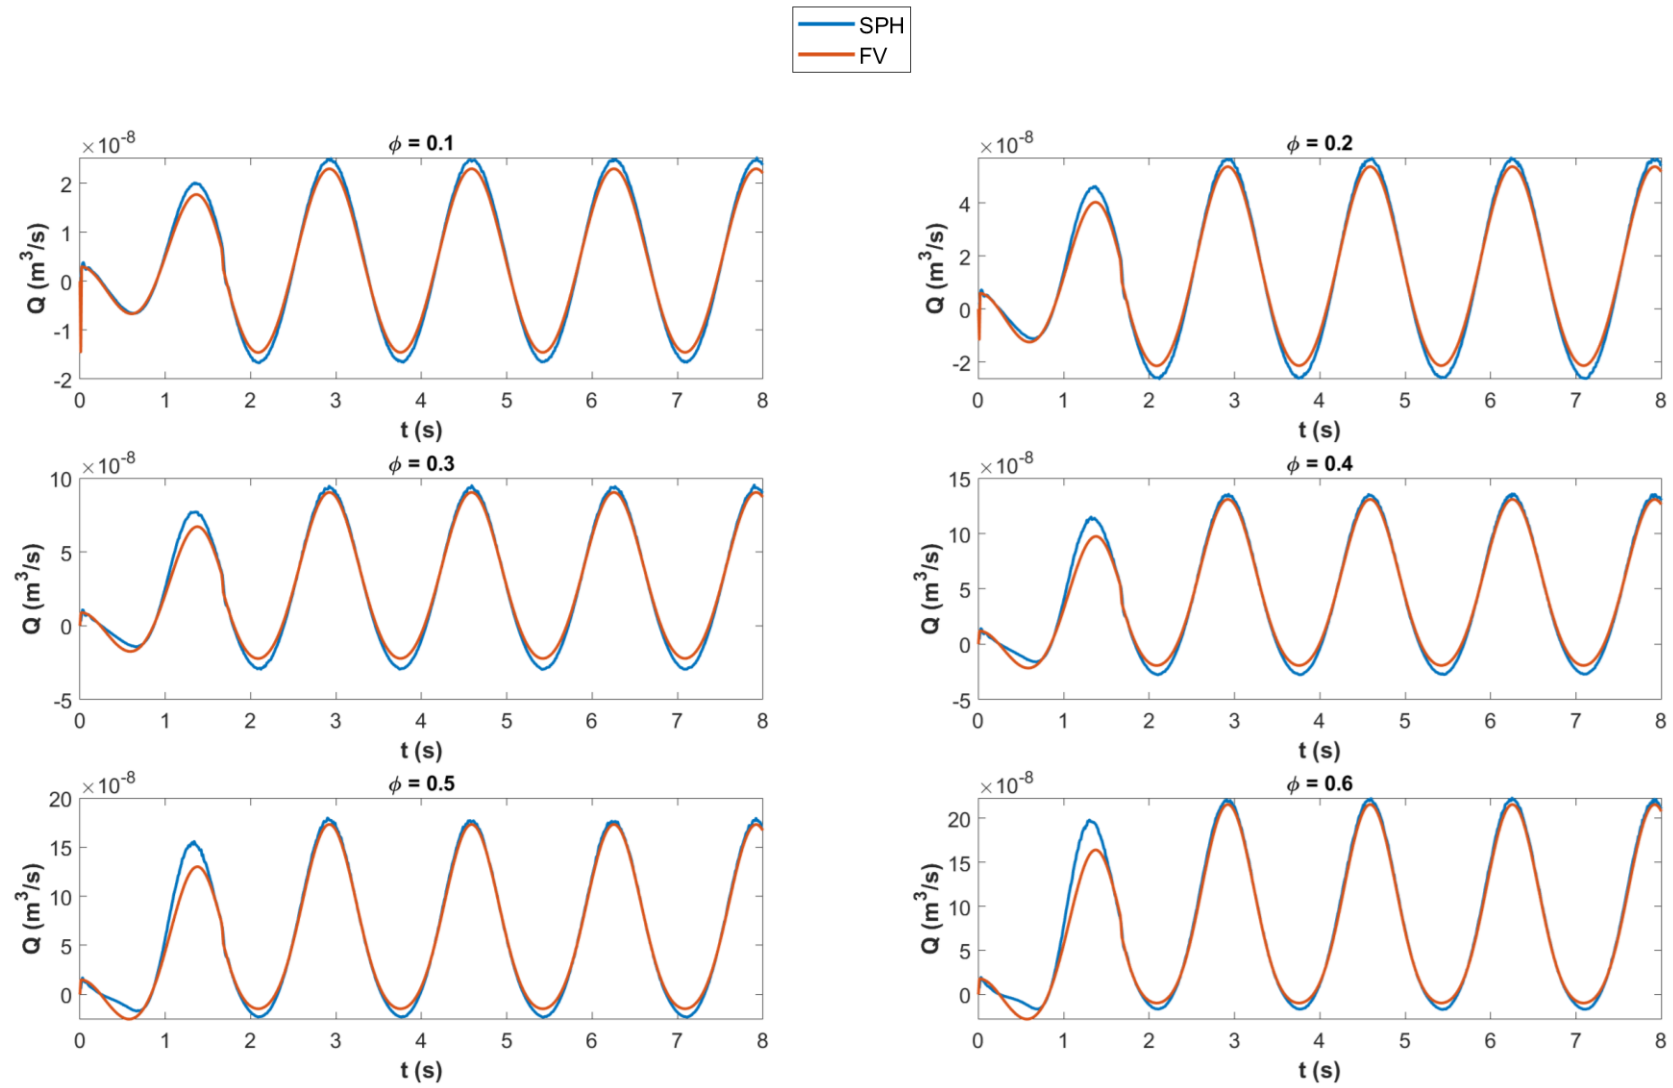 SPH
FV
×10-8
ϕ = 0.1
2
1
0
-1
-2
Q (m3/s)
0 1 2 3 4 5 6 7 8
t (s)
×10-8
ϕ = 0.2
4
2
0
-2
Q (m3/s)
0 1 2 3 4 5 6 7 8
t (s)
×10-8
ϕ = 0.3
10
5
0
-5
Q (m3/s)
0 1 2 3 4 5 6 7 8
t (s)
×10-8
ϕ = 0.4
15
10
5
0
-5
Q (m3/s)
0 1 2 3 4 5 6 7 8
t (s)
×10-8
ϕ = 0.5
20
15
10
5
0
Q (m3/s)
0 1 2 3 4 5 6 7 8
t (s)
×10-8
ϕ = 0.6
20
15
10
5
0
Q (m3/s)
0 1 2 3 4 5 6 7 8
t (s)